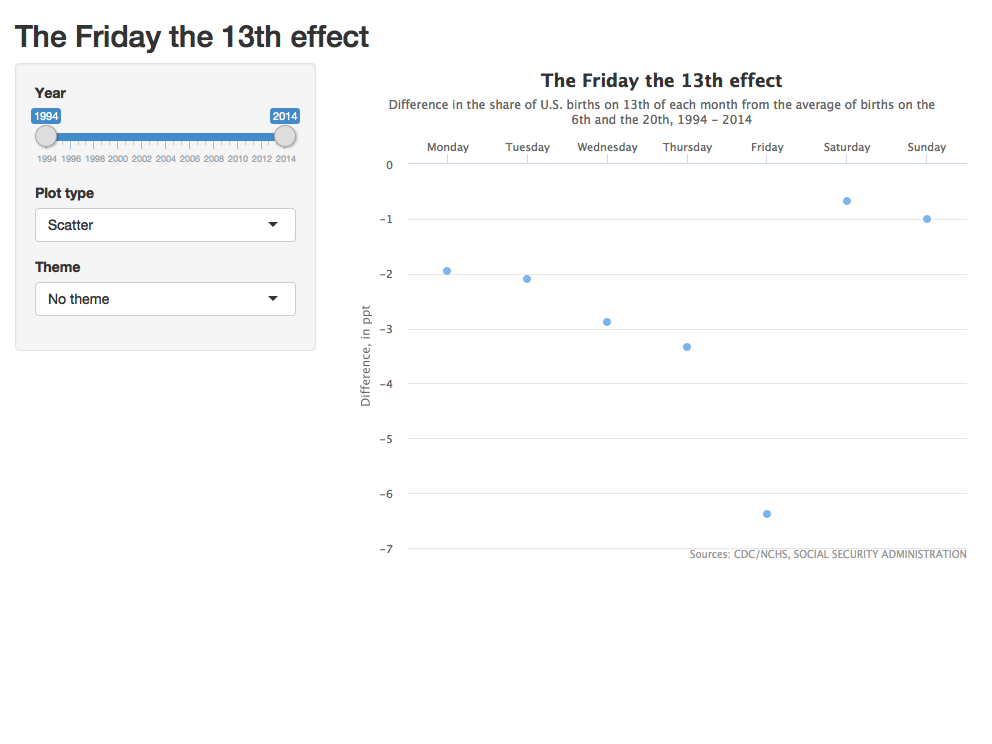 The Friday the 13th effect
Year
1994 2014
1994 1996 1998 2000 2002 2004 2006 2008 2010 2012 2014
Plot type
Scatter
Theme
No theme
The Friday the 13th effect
Difference in the share of U.S. births on 13th of each month from the average of births on the
6th and the 20th, 1994 – 2014
Monday Tuesday Wednesday Thursday Friday Saturday Sunday
0
−1
−2
−3
−4
−5
−6
−7
Difference, in ppt
Sources: CDC/NCHS, SOCIAL SECURITY ADMINISTRATION